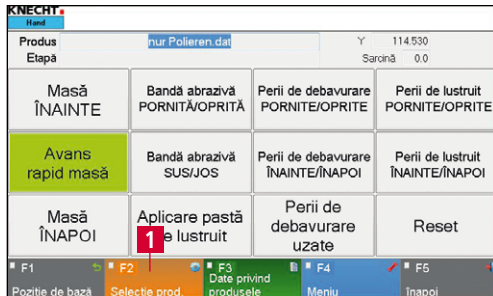 KNECHT
Hand
Produs nur Polieren.dat Y 114.530
Etapă Sarcină 0.0
Masă ÎNAINTE
Bandă abrazivă PORNITĂ/OPRITĂ
Perii de debavurare PORNITE/OPRITE
Perii de lustruit PORNITE/OPRITE
Avans rapid masă
Bandă abrazivă SUS/JOS
Perii de debavurare ÎNAINTE/ÎNAPOI
Perii de lustruit ÎNAINTE/ÎNAPOI
Masă ÎNAPOI
Aplicare pastă e lustruit
1
Perii de debavurare uzate
Reset
F1 Poziție de bază
F2 Selecție prod.
F3 Date privind produsele
F4 Meniu
F5 Înapoi